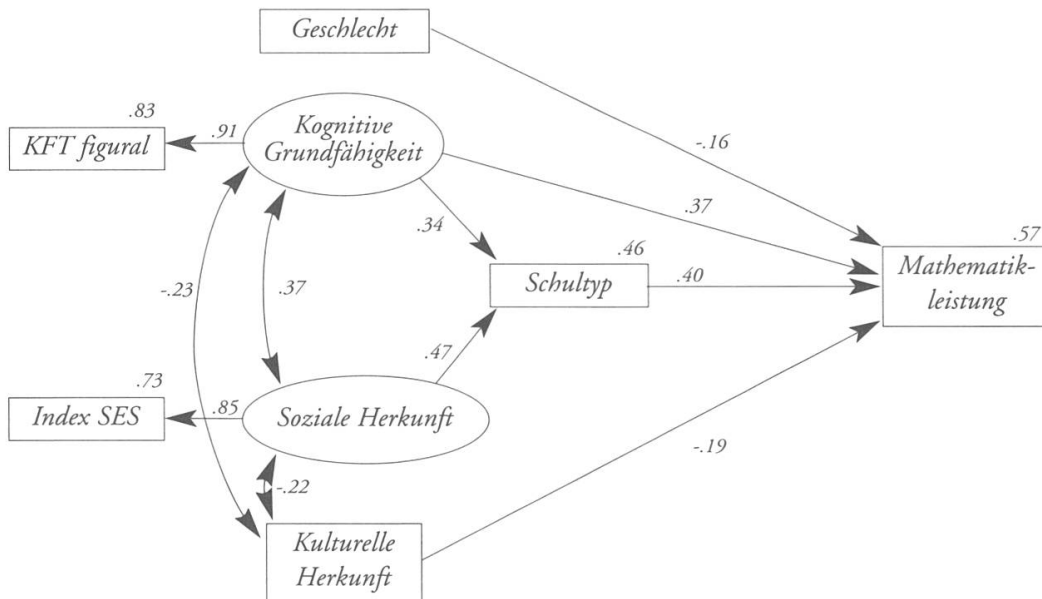 Geschlecht
.83
KFT figural
.91
Kognitive
Grundfähigkeit
-.16
.37
.34
.57
Mathematik-
leistung
.46
Schultyp
.40
-.23
.37
.47
.73
Index SES
.85
Soziale Herkunft
-.19
-.22
Kulturelle
Herkunft